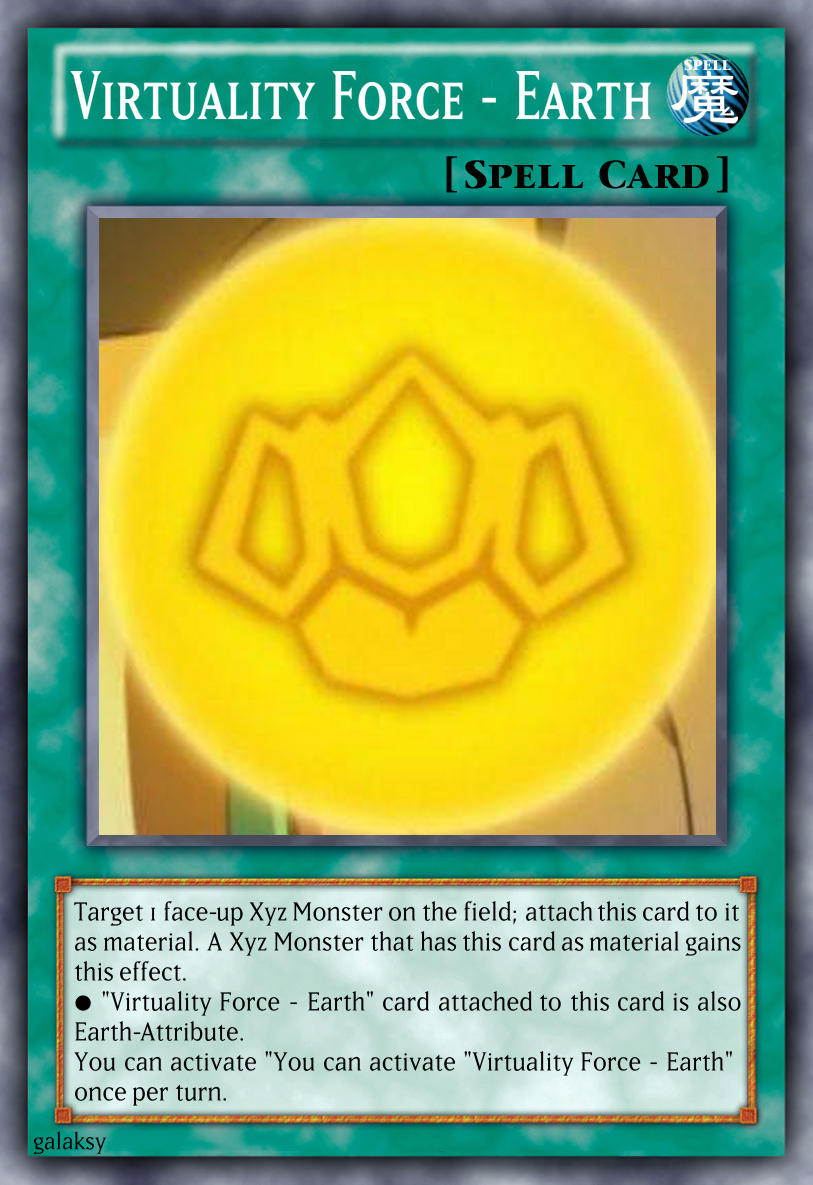 Virtuality Force - Earth
SPELL
魔
[Spell Card]
Target 1 face-up Xyz Monster on the field; attach this card to it
as material. A Xyz Monster that has this card as material gains
this effect.
● "Virtuality Force - Earth" card attached to this card is also
Earth-Attribute.
You can activate "You can activate "Virtuality Force - Earth"
once per turn.
galaksy